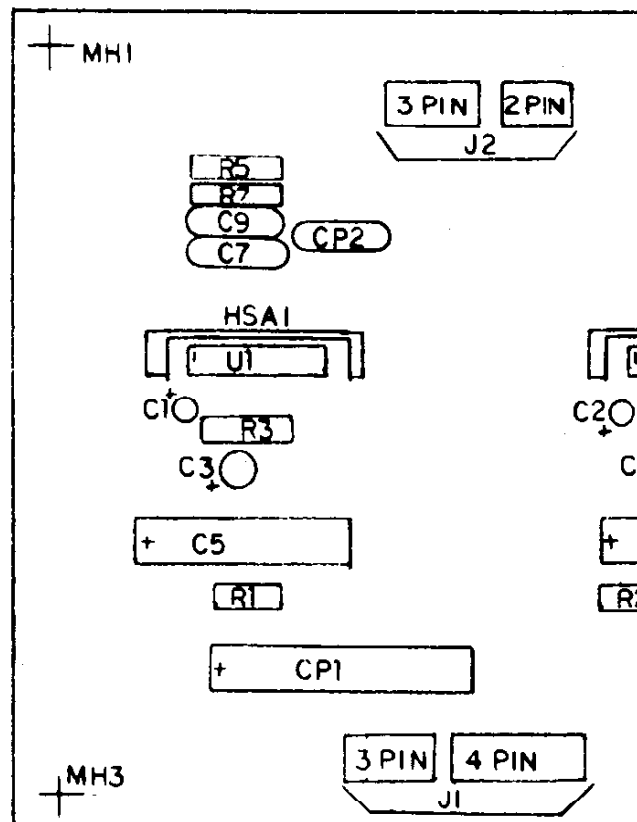 MH1
3 PIN 2 PIN
J2
R5
R7
C9
CP2
C7
HSA1
U1
C1
C2
R3
C3
C
+ C5
R1
R2
+ CP1
3 PIN 4 PIN
MH3
J1